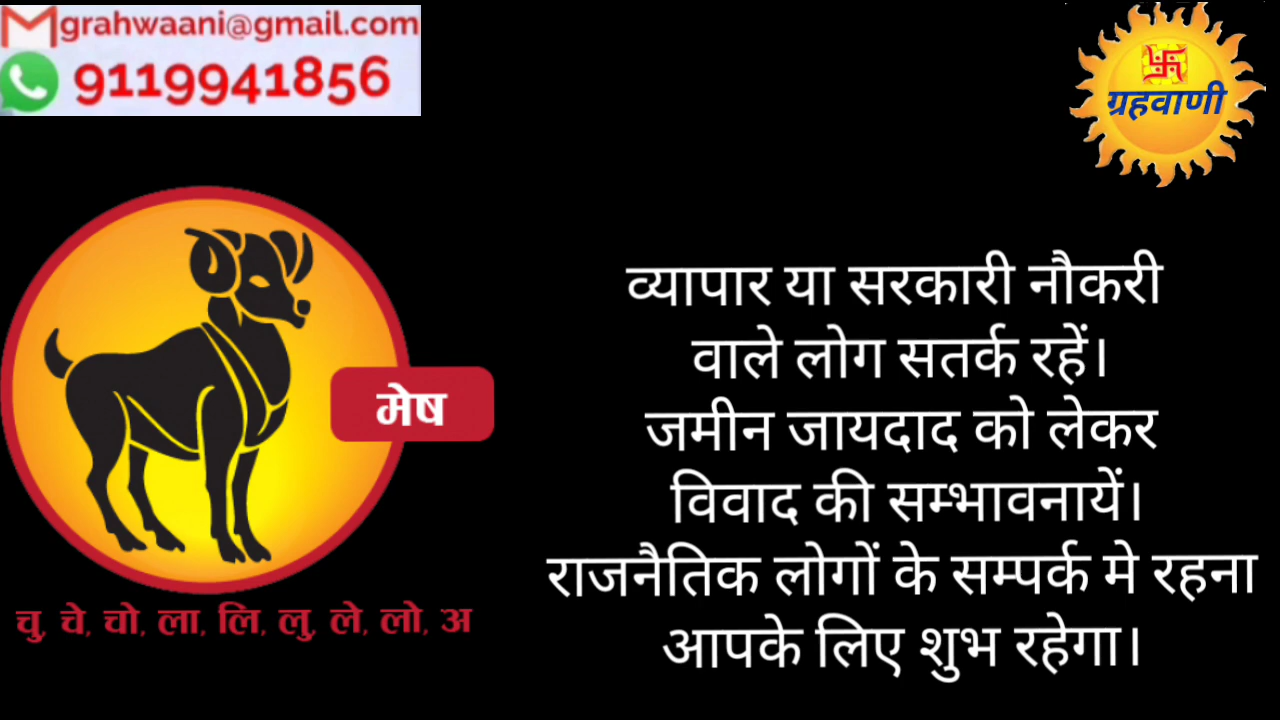 grahwaani@gmail.com
9119941856
ग्रहवाणी
मेष
चु, चे, चो, ला, लि, लु, ले, लो, अ
व्यापार या सरकारी नौकरी
वाले लोग सतर्क रहें।
जमीन जायदाद को लेकर
विवाद की सम्भावनायें।
राजनैतिक लोगों के सम्पर्क मे रहना
आपके लिए शुभ रहेगा।